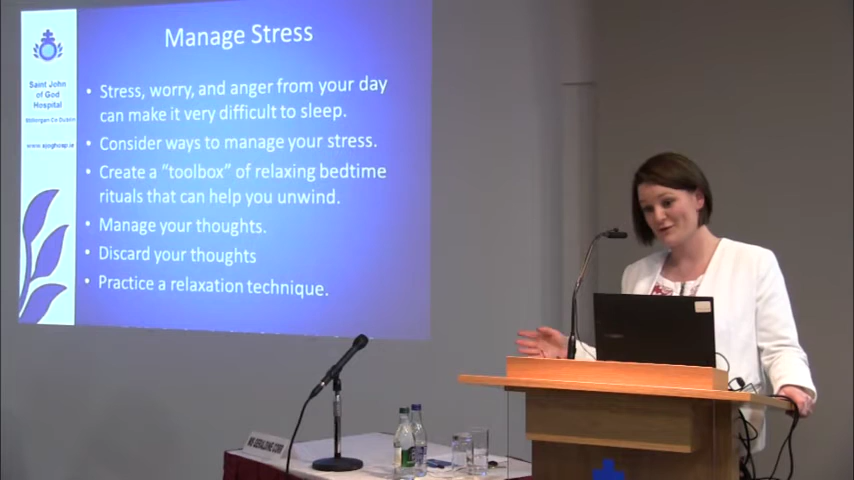 Manage Stress
Saint John
of God
Hospital
Stillorgan Co Dublin
www.sjoghosp.ie
• Stress, worry, and anger from your day
can make it very difficult to sleep.
• Consider ways to manage your stress.
• Create a “toolbox” of relaxing bedtime
rituals that can help you unwind.
• Manage your thoughts.
• Discard your thoughts
• Practice a relaxation technique.
GERALDINE